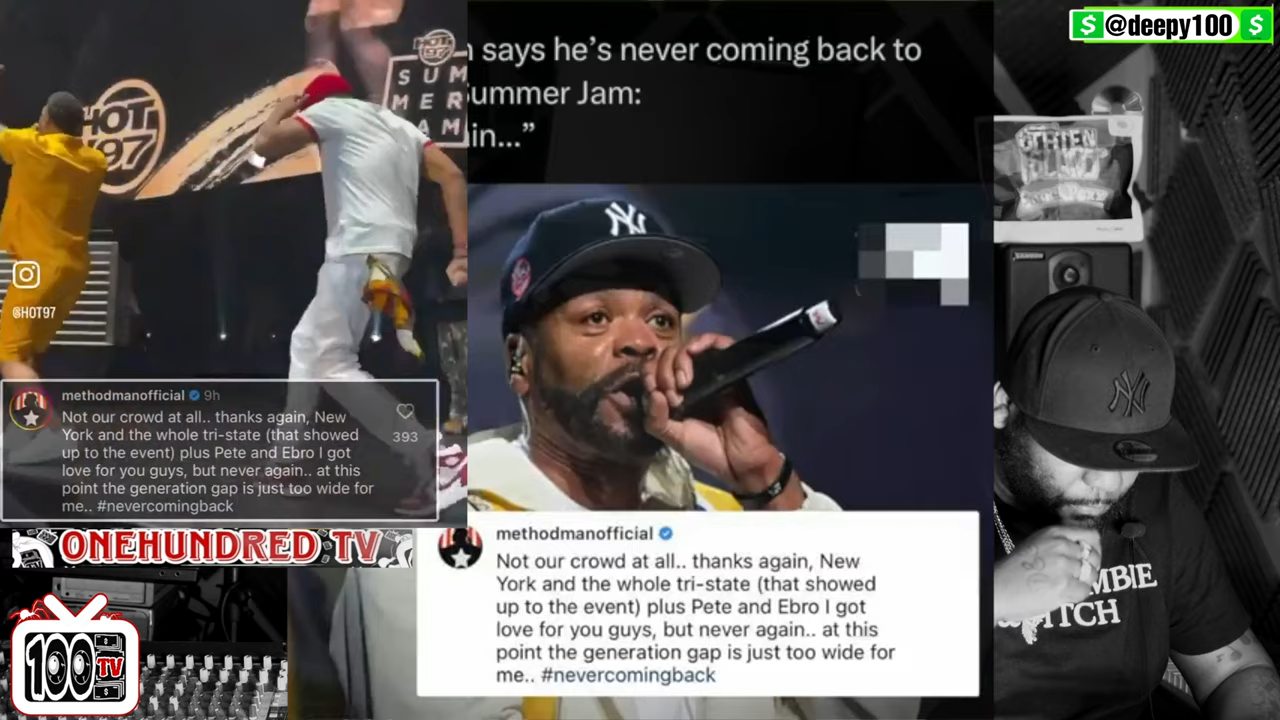 HOT
97
SUM
MER
AM
@HOT97
methodmanofficial 9h
Not our crowd at all.. thanks again, New
York and the whole tri-state (that showed
up to the event) plus Pete and Ebro I got
love for you guys, but never again.. at this
point the generation gap is just too wide for
me.. #nevercomingback
393
ONEHUNDRED TV
100
TV
says he's never coming back to
Summer Jam:
in..."
NY
methodmanofficial
Not our crowd at all.. thanks again, New
York and the whole tri-state (that showed
up to the event) plus Pete and Ebro I got
love for you guys, but never again.. at this
point the generation gap is just too wide for
me.. #nevercomingback
$ @deepy100 $
SAMSON
NY
MBIE
ITCH